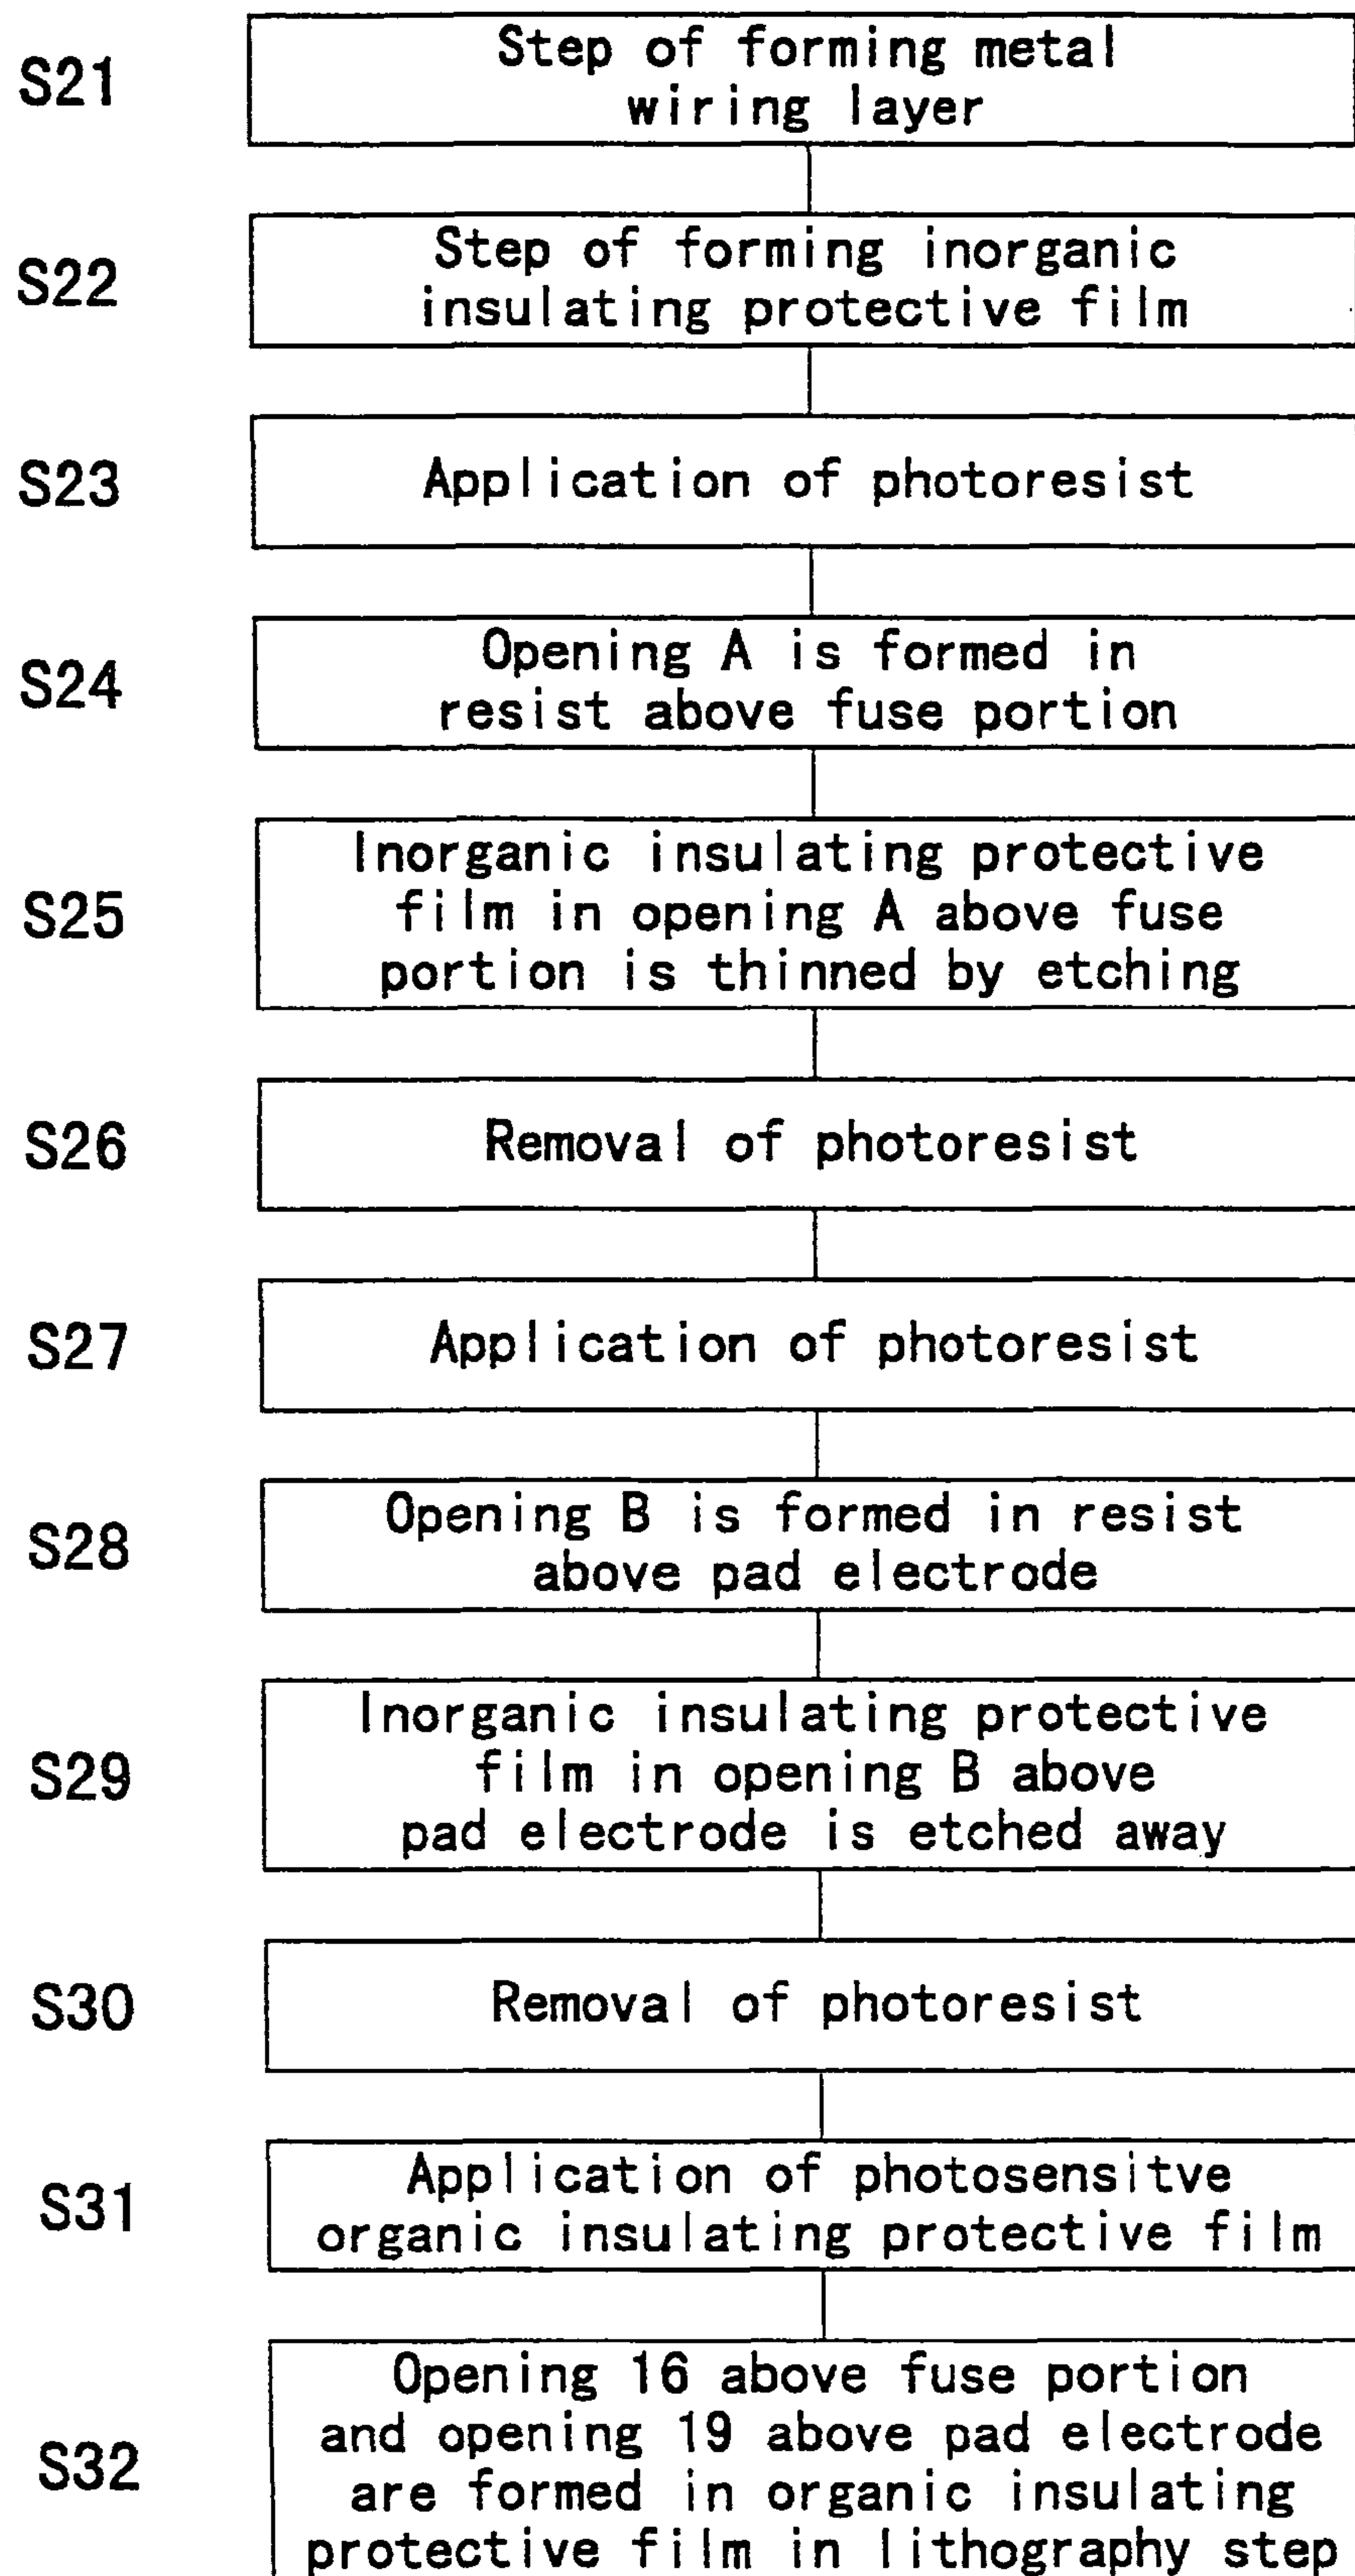 S21
Step of forming metal
wiring layer
S22
Step of forming inorganic
insulating protective film
S23
Application of photoresist
S24
Opening A is formed in
resist above fuse portion
S25
Inorganic insulating protective
film in opening A above fuse
portion is thinned by etching
S26
Removal of photoresist
S27
Application of photoresist
S28
Opening B is formed in resist
above pad electrode
S29
Inorganic insulating protective
film in opening B above
pad electrode is etched away
S30
Removal of photoresist
S31
Application of photosensitve
organic insulating protective film
S32
Opening 16 above fuse portion
and opening 19 above pad electrode
are formed in organic insulating
protective film in lithography step